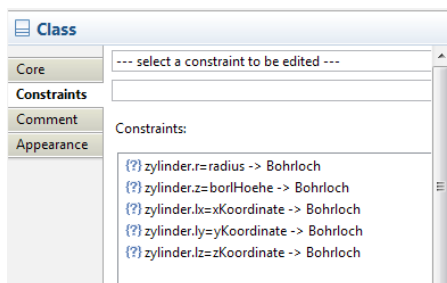 Class
Core
Constraints
Comment
Appearance
--- select a constraint to be edited ---
Constraints:
{?} zylinder.r=radius -> Bohrloch
{?} zylinder.z=borlHoehe -> Bohrloch
{?} zylinder.lx=xKoordinate -> Bohrloch
{?} zylinder.ly=yKoordinate -> Bohrloch
{?} zylinder.lz=zKoordinate -> Bohrloch